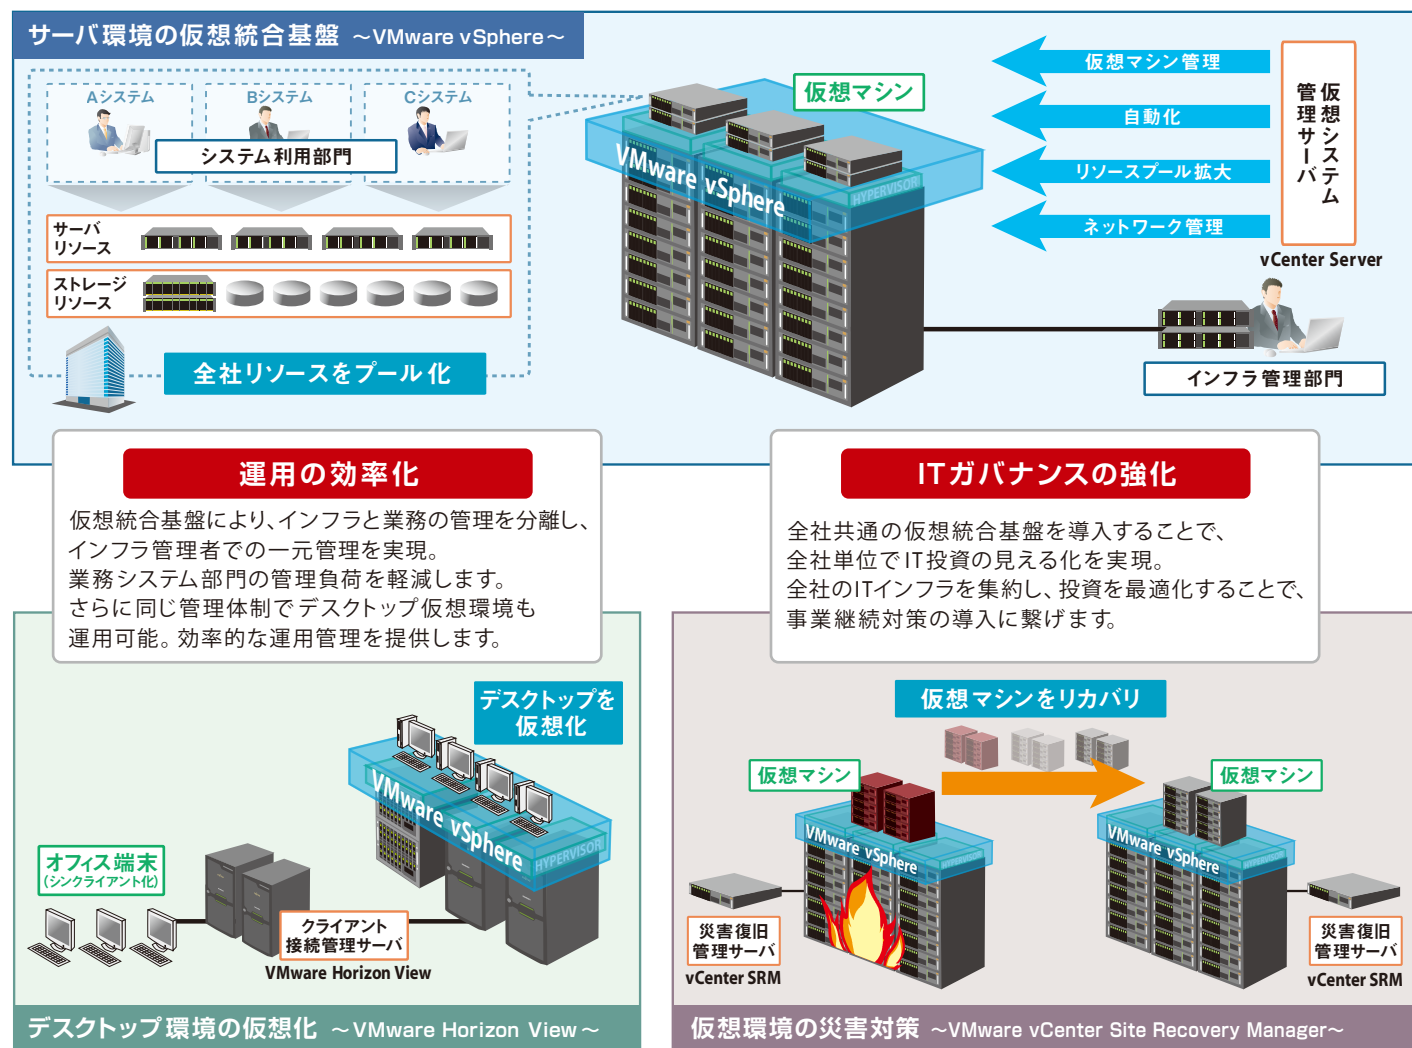 サーバ環境の仮想統合基盤 ～VMware vSphere～
Aシステム
Bシステム
Cシステム
システム利用部門
サーバ
リソース
ストレージ
リソース
全社リソースをプール化
仮想マシン
VMware vSphere
HYPERVISOR
仮想マシン管理
自動化
リソースプール拡大
ネットワーク管理
仮想システム
管理サーバ
vCenter Server
インフラ管理部門
運用の効率化
仮想統合基盤により、インフラと業務の管理を分離し、
インフラ管理者での一元管理を実現。
業務システム部門の管理負荷を軽減します。
さらに同じ管理体制でデスクトップ仮想環境も
運用可能。効率的な運用管理を提供します。
ITガバナンスの強化
全社共通の仮想統合基盤を導入することで、
全社単位でIT投資の見える化を実現。
全社のITインフラを集約し、投資を最適化することで、
事業継続対策の導入に繋げます。
デスクトップを
仮想化
VMware vSphere
HYPERVISOR
オフィス端末
(シンクライアント化)
クライアント
接続管理サーバ
VMware Horizon View
デスクトップ環境の仮想化 ～VMware Horizon View～
仮想マシンをリカバリ
仮想マシン
VMware vSphere
HYPERVISOR
災害復旧
管理サーバ
vCenter SRM
仮想マシン
VMware vSphere
HYPERVISOR
災害復旧
管理サーバ
vCenter SRM
仮想環境の災害対策 ～VMware vCenter Site Recovery Manager～